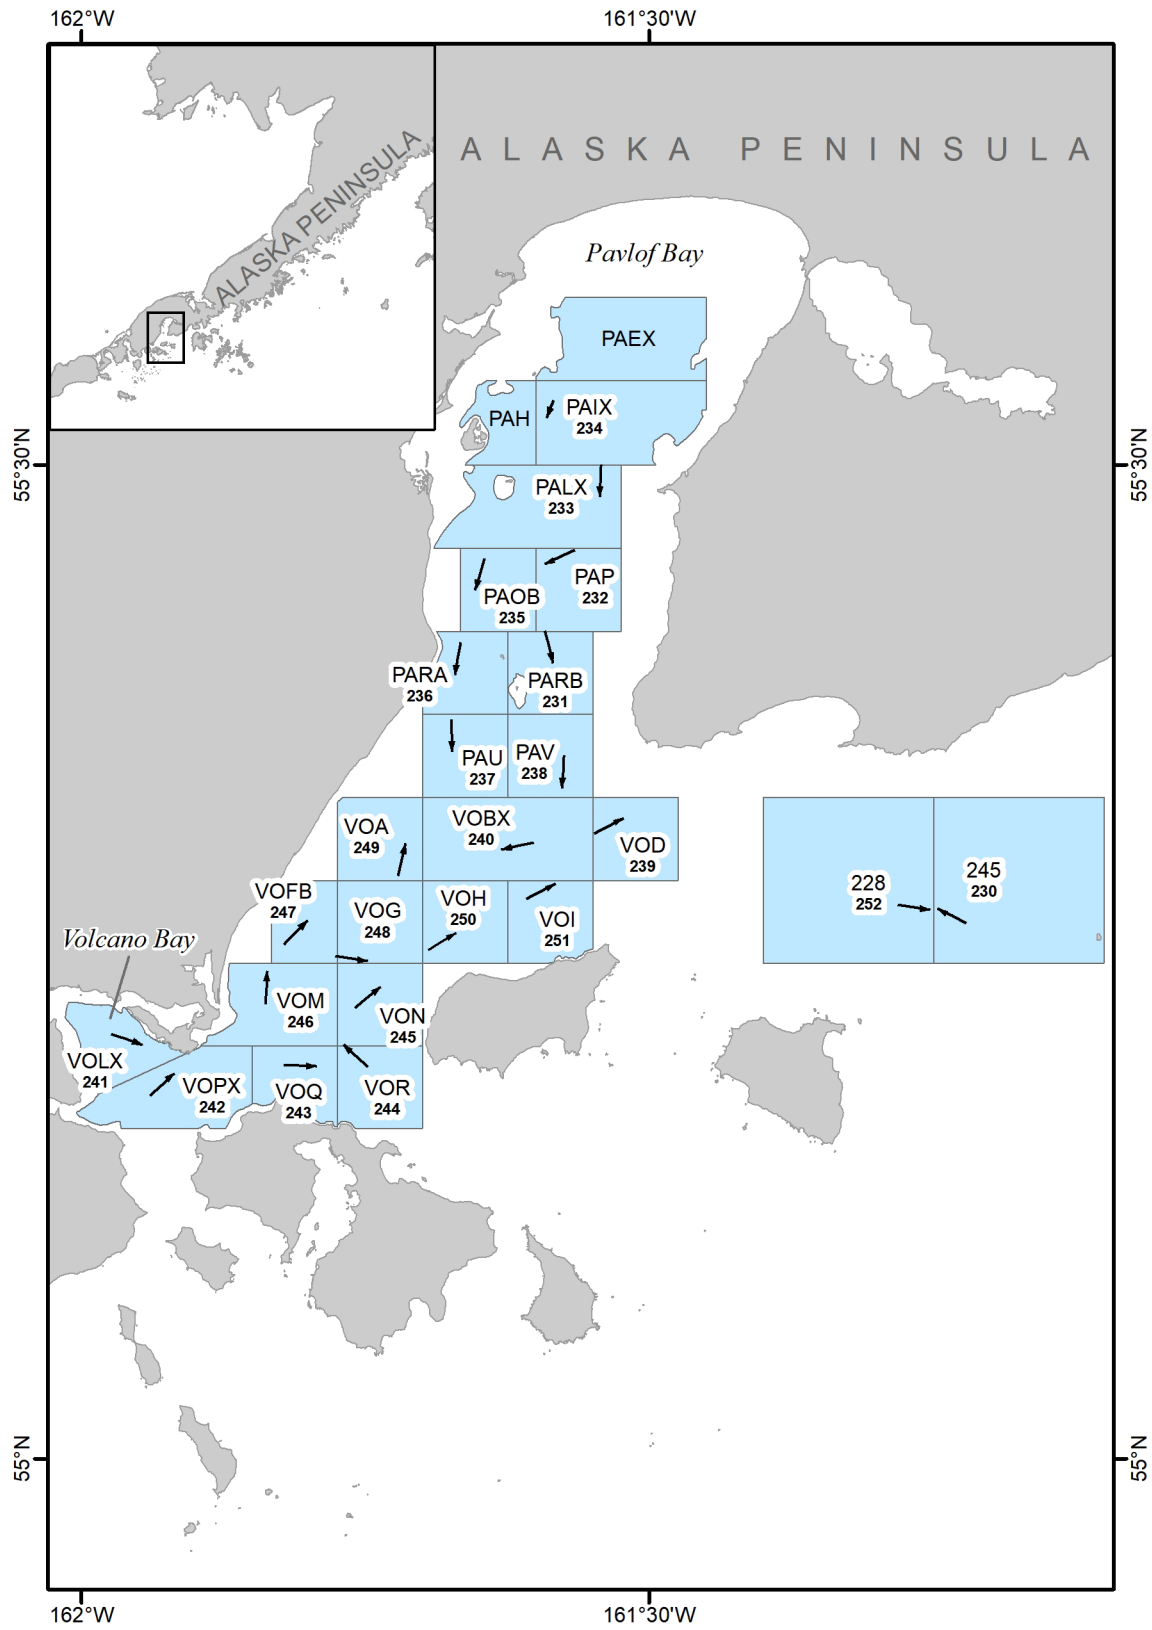 162°W
161°30'W
ALASKA PENINSULA
ALASKA PENINSULA
Pavlof Bay
PAEX
PAH
PAIX
234
55°30'N
55°30'N
PALX
233
PAP
232
PAOB
235
PARA
236
PARB
231
PAU
237
PAV
238
VOA
249
VOBX
240
VOD
239
228
252
245
230
VOFB
247
VOG
248
VOH
250
VOI
251
Volcano Bay
VOM
246
VON
245
VOLX
241
VOPX
242
VOQ
243
VOR
244
55°N
55°N
162°W
161°30'W